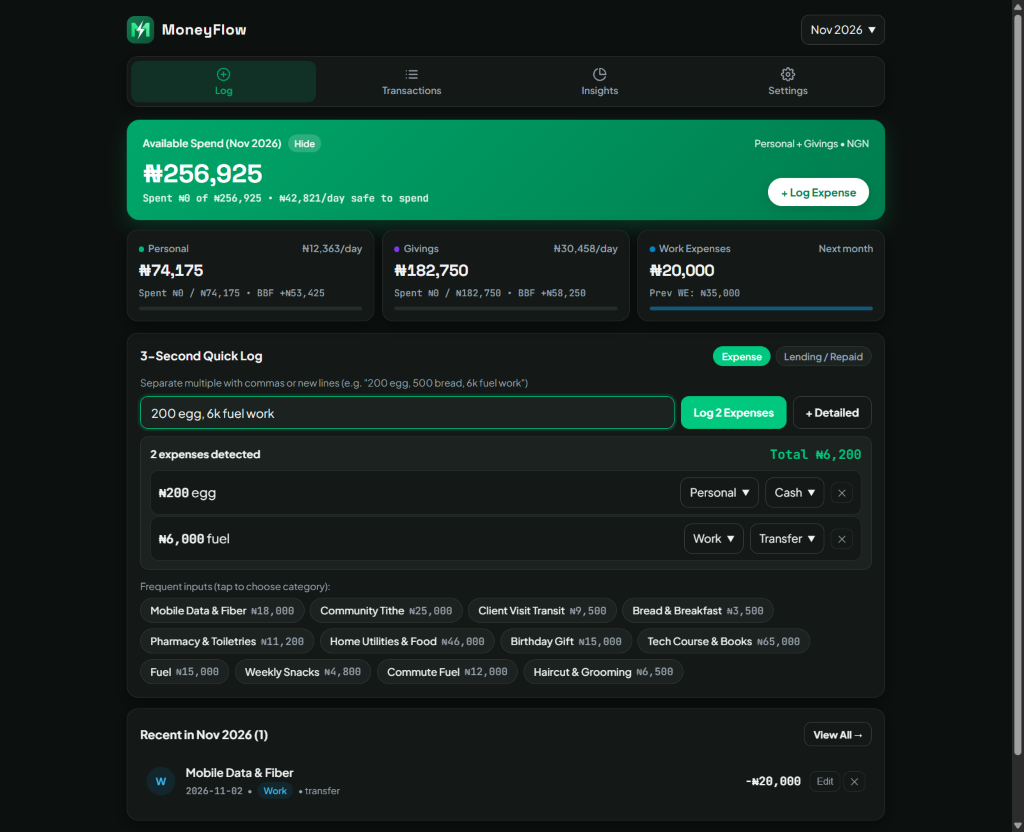 MoneyFlow
Nov 2026 ▼
Log
Transactions
Insights
Settings
Available Spend (Nov 2026) Hide
Personal + Givings • NGN
₦256,925
Spent ₦0 of ₦256,925 • ₦42,821/day safe to spend
+ Log Expense
Personal ₦12,363/day
₦74,175
Spent ₦0 / ₦74,175 • BBF +₦53,425
Givings ₦30,458/day
₦182,750
Spent ₦0 / ₦182,750 • BBF +₦58,250
Work Expenses Next month
₦20,000
Prev WE: ₦35,000
3-Second Quick Log
Expense Lending / Repaid
Separate multiple with commas or new lines (e.g. "200 egg, 500 bread, 6k fuel work")
200 egg, 6k fuel work
Log 2 Expenses
+ Detailed
2 expenses detected Total ₦6,200
₦200 egg Personal ▼ Cash ▼ ×
₦6,000 fuel Work ▼ Transfer ▼ ×
Frequent inputs (tap to choose category):
Mobile Data & Fiber ₦18,000 Community Tithe ₦25,000 Client Visit Transit ₦9,500 Bread & Breakfast ₦3,500
Pharmacy & Toiletries ₦11,200 Home Utilities & Food ₦46,000 Birthday Gift ₦15,000 Tech Course & Books ₦65,000
Fuel ₦15,000 Weekly Snacks ₦4,800 Commute Fuel ₦12,000 Haircut & Grooming ₦6,500
Recent in Nov 2026 (1) View All →
W
Mobile Data & Fiber
2026-11-02 • Work • transfer
-₦20,000 Edit ×